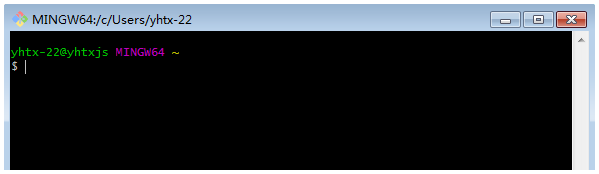 MINGW64:/c/Users/yhtx-22
yhtx-22@yhtxjs MINGW64 ~
$